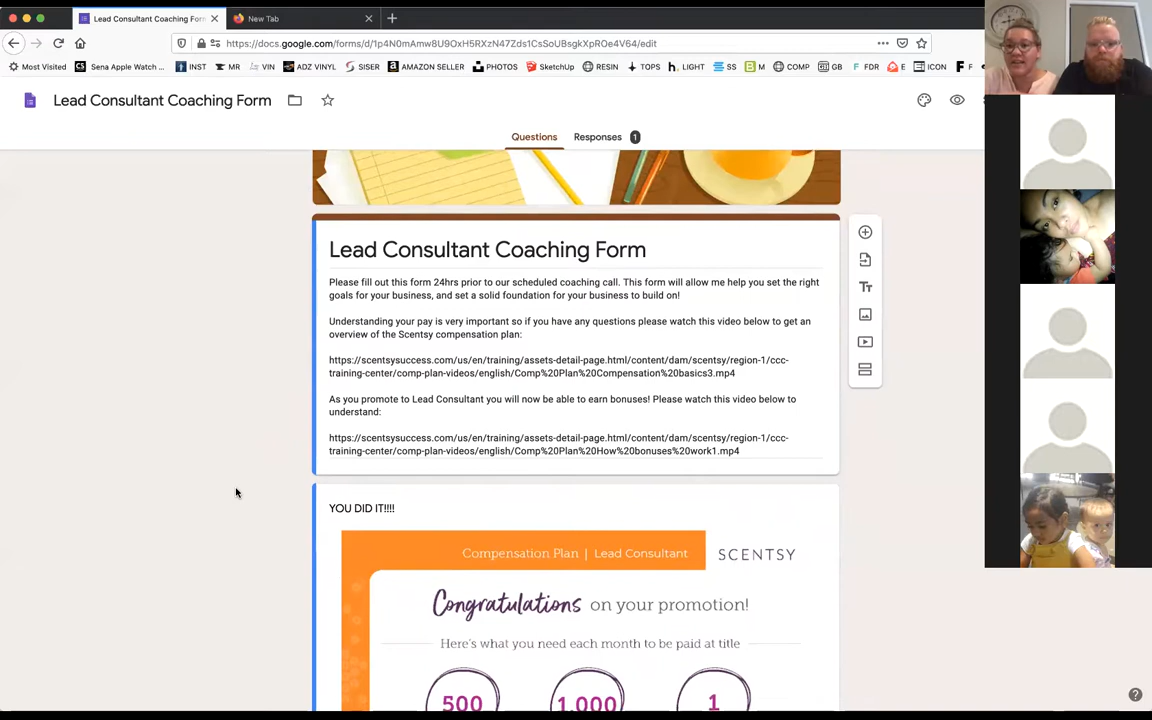 Lead Consultant Coaching Form
New Tab
https://docs.google.com/forms/d/1p4N0mAmw8U9OxH5RXzN47Zds1CsSoUBsgkXpROe4V64/edit
Most Visited Sena Apple Watch ... INST MR VIN ADZ VINYL SISER AMAZON SELLER PHOTOS SketchUp RESIN TOPS LIGHT SS M COMP GB FDR E ICON F
Lead Consultant Coaching Form
Questions Responses 1
Lead Consultant Coaching Form
Please fill out this form 24hrs prior to our scheduled coaching call. This form will allow me help you set the right
goals for your business, and set a solid foundation for your business to build on!
Understanding your pay is very important so if you have any questions please watch this video below to get an
overview of the Scentsy compensation plan:
https://scentsysuccess.com/us/en/training/assets-detail-page.html/content/dam/scentsy/region-1/ccc-
training-center/comp-plan-videos/english/Comp%20Plan%20Compensation%20basics3.mp4
As you promote to Lead Consultant you will now be able to earn bonuses! Please watch this video below to
understand:
https://scentsysuccess.com/us/en/training/assets-detail-page.html/content/dam/scentsy/region-1/ccc-
training-center/comp-plan-videos/english/Comp%20Plan%20How%20bonuses%20work1.mp4
YOU DID IT!!!!
Compensation Plan | Lead Consultant SCENTSY
Congratulations on your promotion!
Here's what you need each month to be paid at title
500 1,000 1